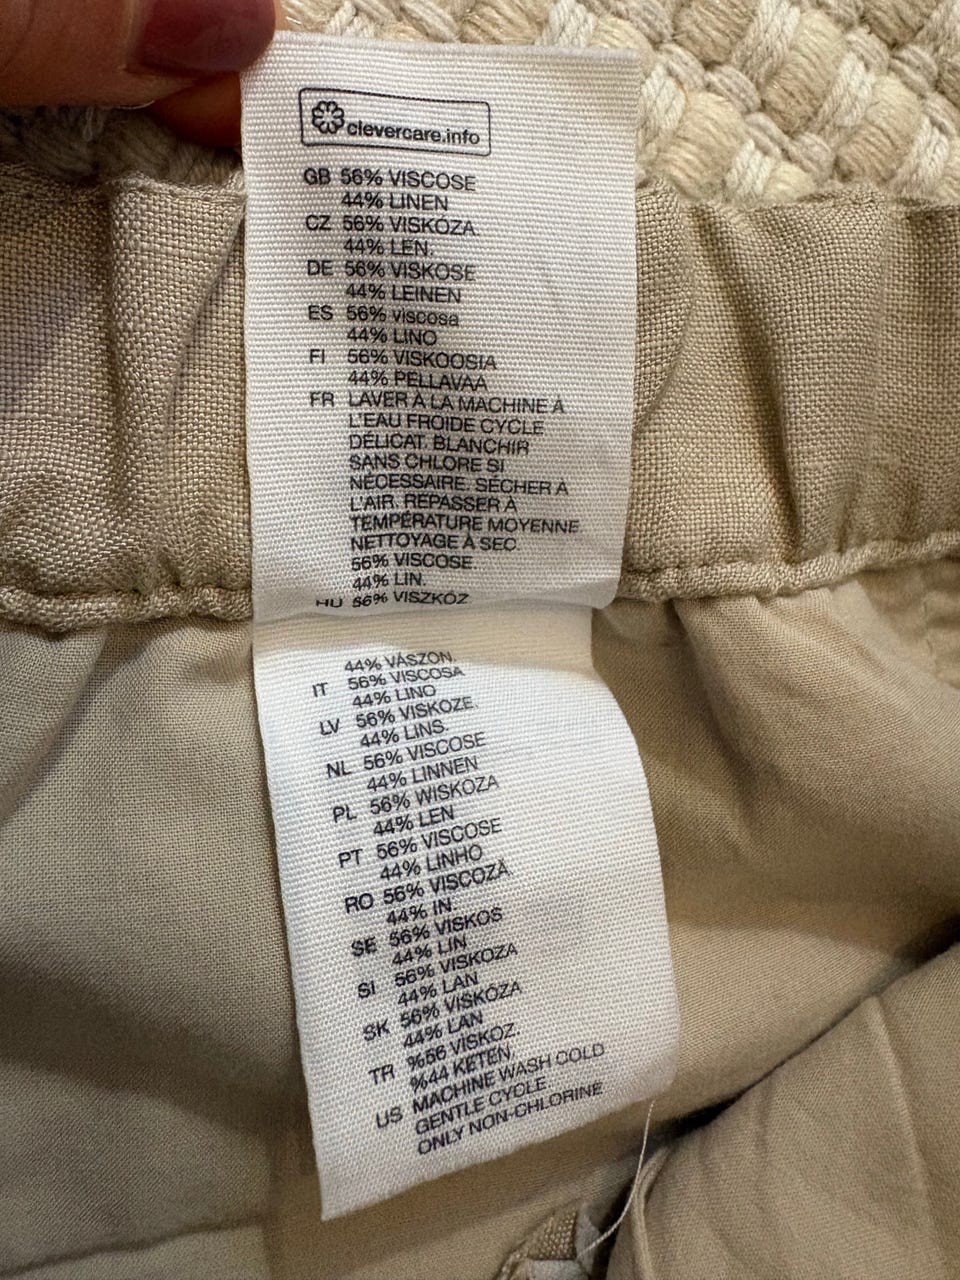 clevercare.info
GB 56% VISCOSE
44% LINEN
CZ 56% VISKÓZA
44% LEN.
DE 56% VISKOSE
44% LEINEN
ES 56% viscosa
44% LINO
FI 56% VISKOOSIA
44% PELLAVAA
FR LAVER À LA MACHINE À
L'EAU FROIDE CYCLE
DÉLICAT. BLANCHIR
SANS CHLORE SI
NÉCESSAIRE. SÉCHER À
L'AIR. REPASSER À
TEMPÉRATURE MOYENNE
NETTOYAGE À SEC.
56% VISCOSE
44% LIN.
HU 56% VISZKÓZ
44% VÁSZON.
IT 56% VISCOSA
44% LINO
LV 56% VISKOZE.
44% LINS.
NL 56% VISCOSE
44% LINNEN
PL 56% WISKOZA
44% LEN
PT 56% VISCOSE
44% LINHO
RO 56% VISCOZĂ
44% IN
SE 56% VISKOS
44% LIN
SI 56% VISKOZA
44% LAN
SK 56% VISKÓZA
44% LAN
TR %56 VİSKOZ.
%44 KETEN.
US MACHINE WASH COLD
GENTLE CYCLE
ONLY NON-CHLORINE